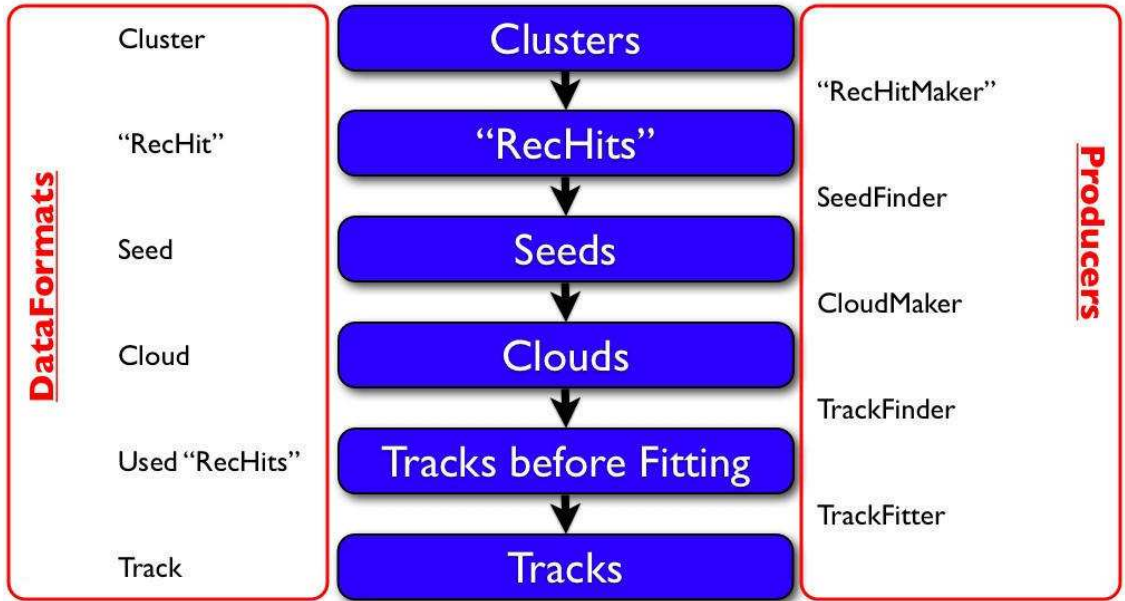 Cluster
Clusters
“RecHitMaker”
“RecHit”
“RecHits”
SeedFinder
Seed
Seeds
CloudMaker
Cloud
Clouds
TrackFinder
Used “RecHits”
Tracks before Fitting
TrackFitter
Track
Tracks
DataFormats
Producers